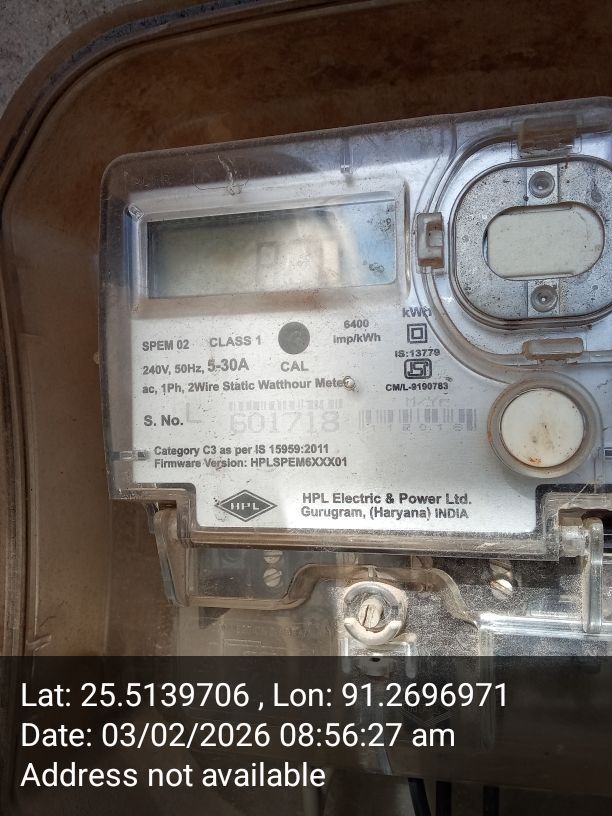 SPEM 02 CLASS 1 6400 imp/kWh kWh
240V, 50Hz, 5-30A CAL IS:13779
ac, 1Ph, 2Wire Static Watthour Meter CM/L-9190783
S. No. L 601718 M/Yr
Category C3 as per IS 15959:2011
Firmware Version: HPLSPEM6XXX01
HPL HPL Electric & Power Ltd.
Gurugram, (Haryana) INDIA
Lat: 25.5139706 , Lon: 91.2696971
Date: 03/02/2026 08:56:27 am
Address not available